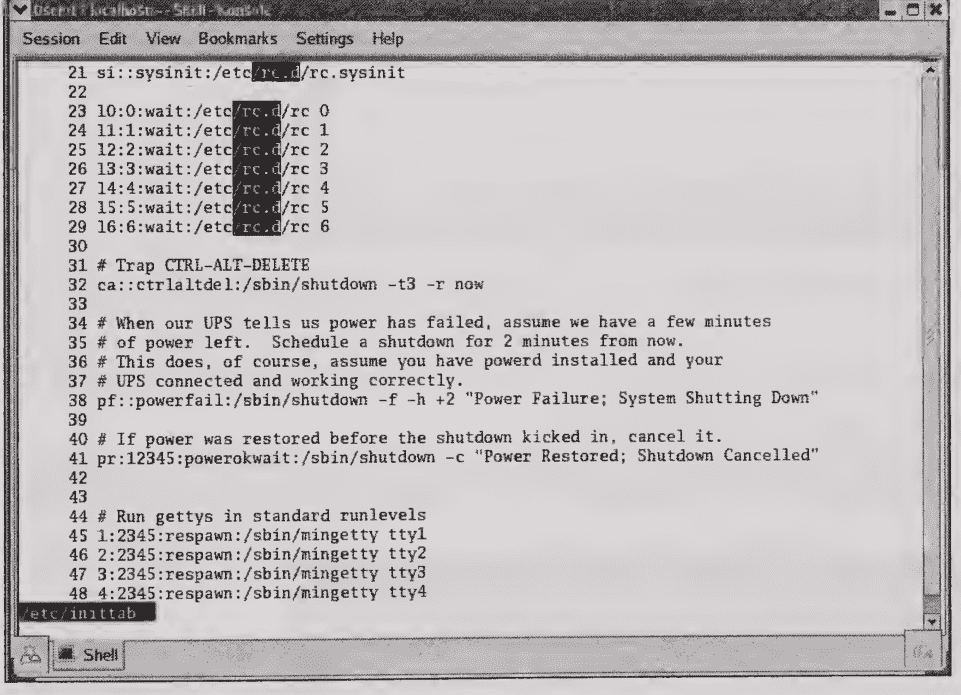 Session Edit View Bookmarks Settings Help
21 si::sysinit:/etc/rc.d/rc.sysinit
22
23 l0:0:wait:/etc/rc.d/rc 0
24 l1:1:wait:/etc/rc.d/rc 1
25 l2:2:wait:/etc/rc.d/rc 2
26 l3:3:wait:/etc/rc.d/rc 3
27 l4:4:wait:/etc/rc.d/rc 4
28 l5:5:wait:/etc/rc.d/rc 5
29 l6:6:wait:/etc/rc.d/rc 6
30
31 # Trap CTRL-ALT-DELETE
32 ca::ctrlaltdel:/sbin/shutdown -t3 -r now
33
34 # When our UPS tells us power has failed, assume we have a few minutes
35 # of power left.  Schedule a shutdown for 2 minutes from now.
36 # This does, of course, assume you have powerd installed and your
37 # UPS connected and working correctly.
38 pf::powerfail:/sbin/shutdown -f -h +2 "Power Failure; System Shutting Down"
39
40 # If power was restored before the shutdown kicked in, cancel it.
41 pr:12345:powerokwait:/sbin/shutdown -c "Power Restored; Shutdown Cancelled"
42
43
44 # Run gettys in standard runlevels
45 1:2345:respawn:/sbin/mingetty tty1
46 2:2345:respawn:/sbin/mingetty tty2
47 3:2345:respawn:/sbin/mingetty tty3
48 4:2345:respawn:/sbin/mingetty tty4
/etc/inittab
Shell